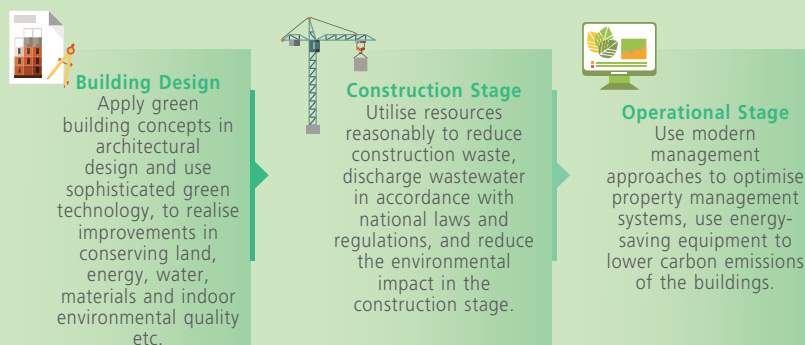 Building Design
Apply green
building concepts in
architectural
design and use
sophisticated green
technology, to realise
improvements in
conserving land,
energy, water,
materials and indoor
environmental quality
etc.
Construction Stage
Utilise resources
reasonably to reduce
construction waste,
discharge wastewater
in accordance with
national laws and
regulations, and reduce
the environmental
impact in the
construction stage.
Operational Stage
Use modern
management
approaches to optimise
property management
systems, use energy-
saving equipment to
lower carbon emissions
of the buildings.